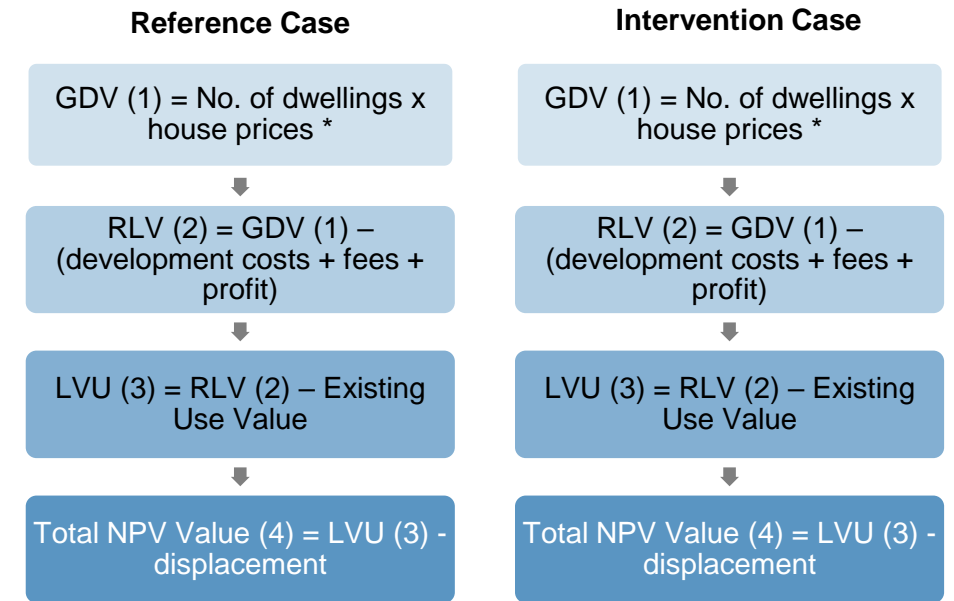 Reference Case
GDV (1) = No. of dwellings x
house prices *
RLV (2) = GDV (1) –
(development costs + fees +
profit)
LVU (3) = RLV (2) – Existing
Use Value
Total NPV Value (4) = LVU (3) -
displacement
Intervention Case
GDV (1) = No. of dwellings x
house prices *
RLV (2) = GDV (1) –
(development costs + fees +
profit)
LVU (3) = RLV (2) – Existing
Use Value
Total NPV Value (4) = LVU (3) -
displacement